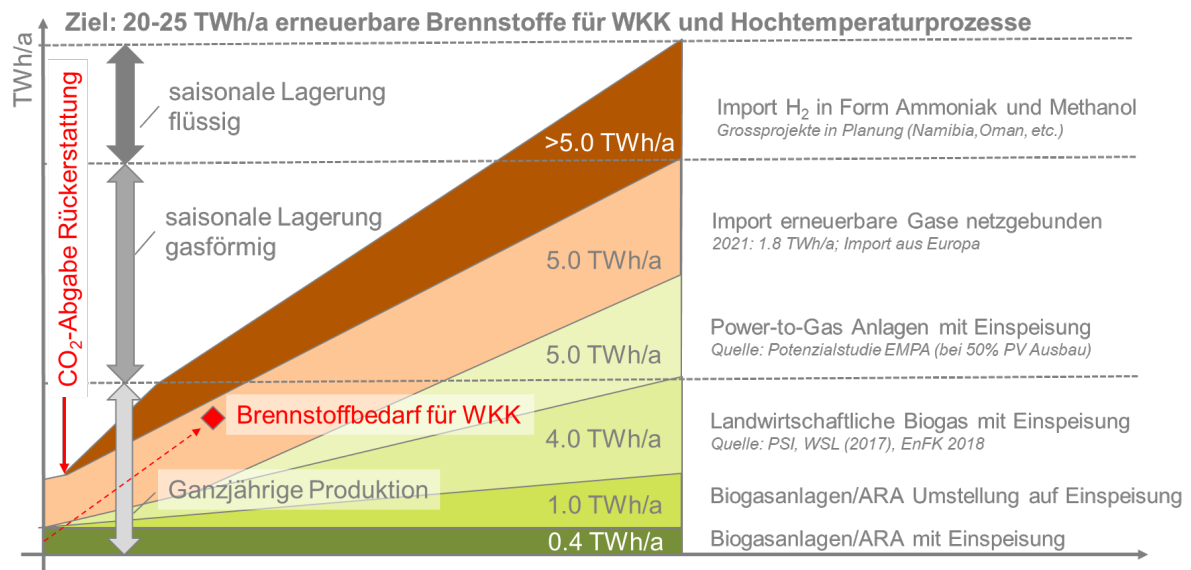 Ziel: 20-25 TWh/a erneuerbare Brennstoffe für WKK und Hochtemperaturprozesse
TWh/a
CO₂-Abgabe Rückerstattung
saisonale Lagerung
flüssig
saisonale Lagerung
gasförmig
Ganzjährige Produktion
Brennstoffbedarf für WKK
>5.0 TWh/a
5.0 TWh/a
5.0 TWh/a
4.0 TWh/a
1.0 TWh/a
0.4 TWh/a
Import H₂ in Form Ammoniak und Methanol
Grossprojekte in Planung (Namibia,Oman, etc.)
Import erneuerbare Gase netzgebunden
2021: 1.8 TWh/a; Import aus Europa
Power-to-Gas Anlagen mit Einspeisung
Quelle: Potenzialstudie EMPA (bei 50% PV Ausbau)
Landwirtschaftliche Biogas mit Einspeisung
Quelle: PSI, WSL (2017), EnFK 2018
Biogasanlagen/ARA Umstellung auf Einspeisung
Biogasanlagen/ARA mit Einspeisung